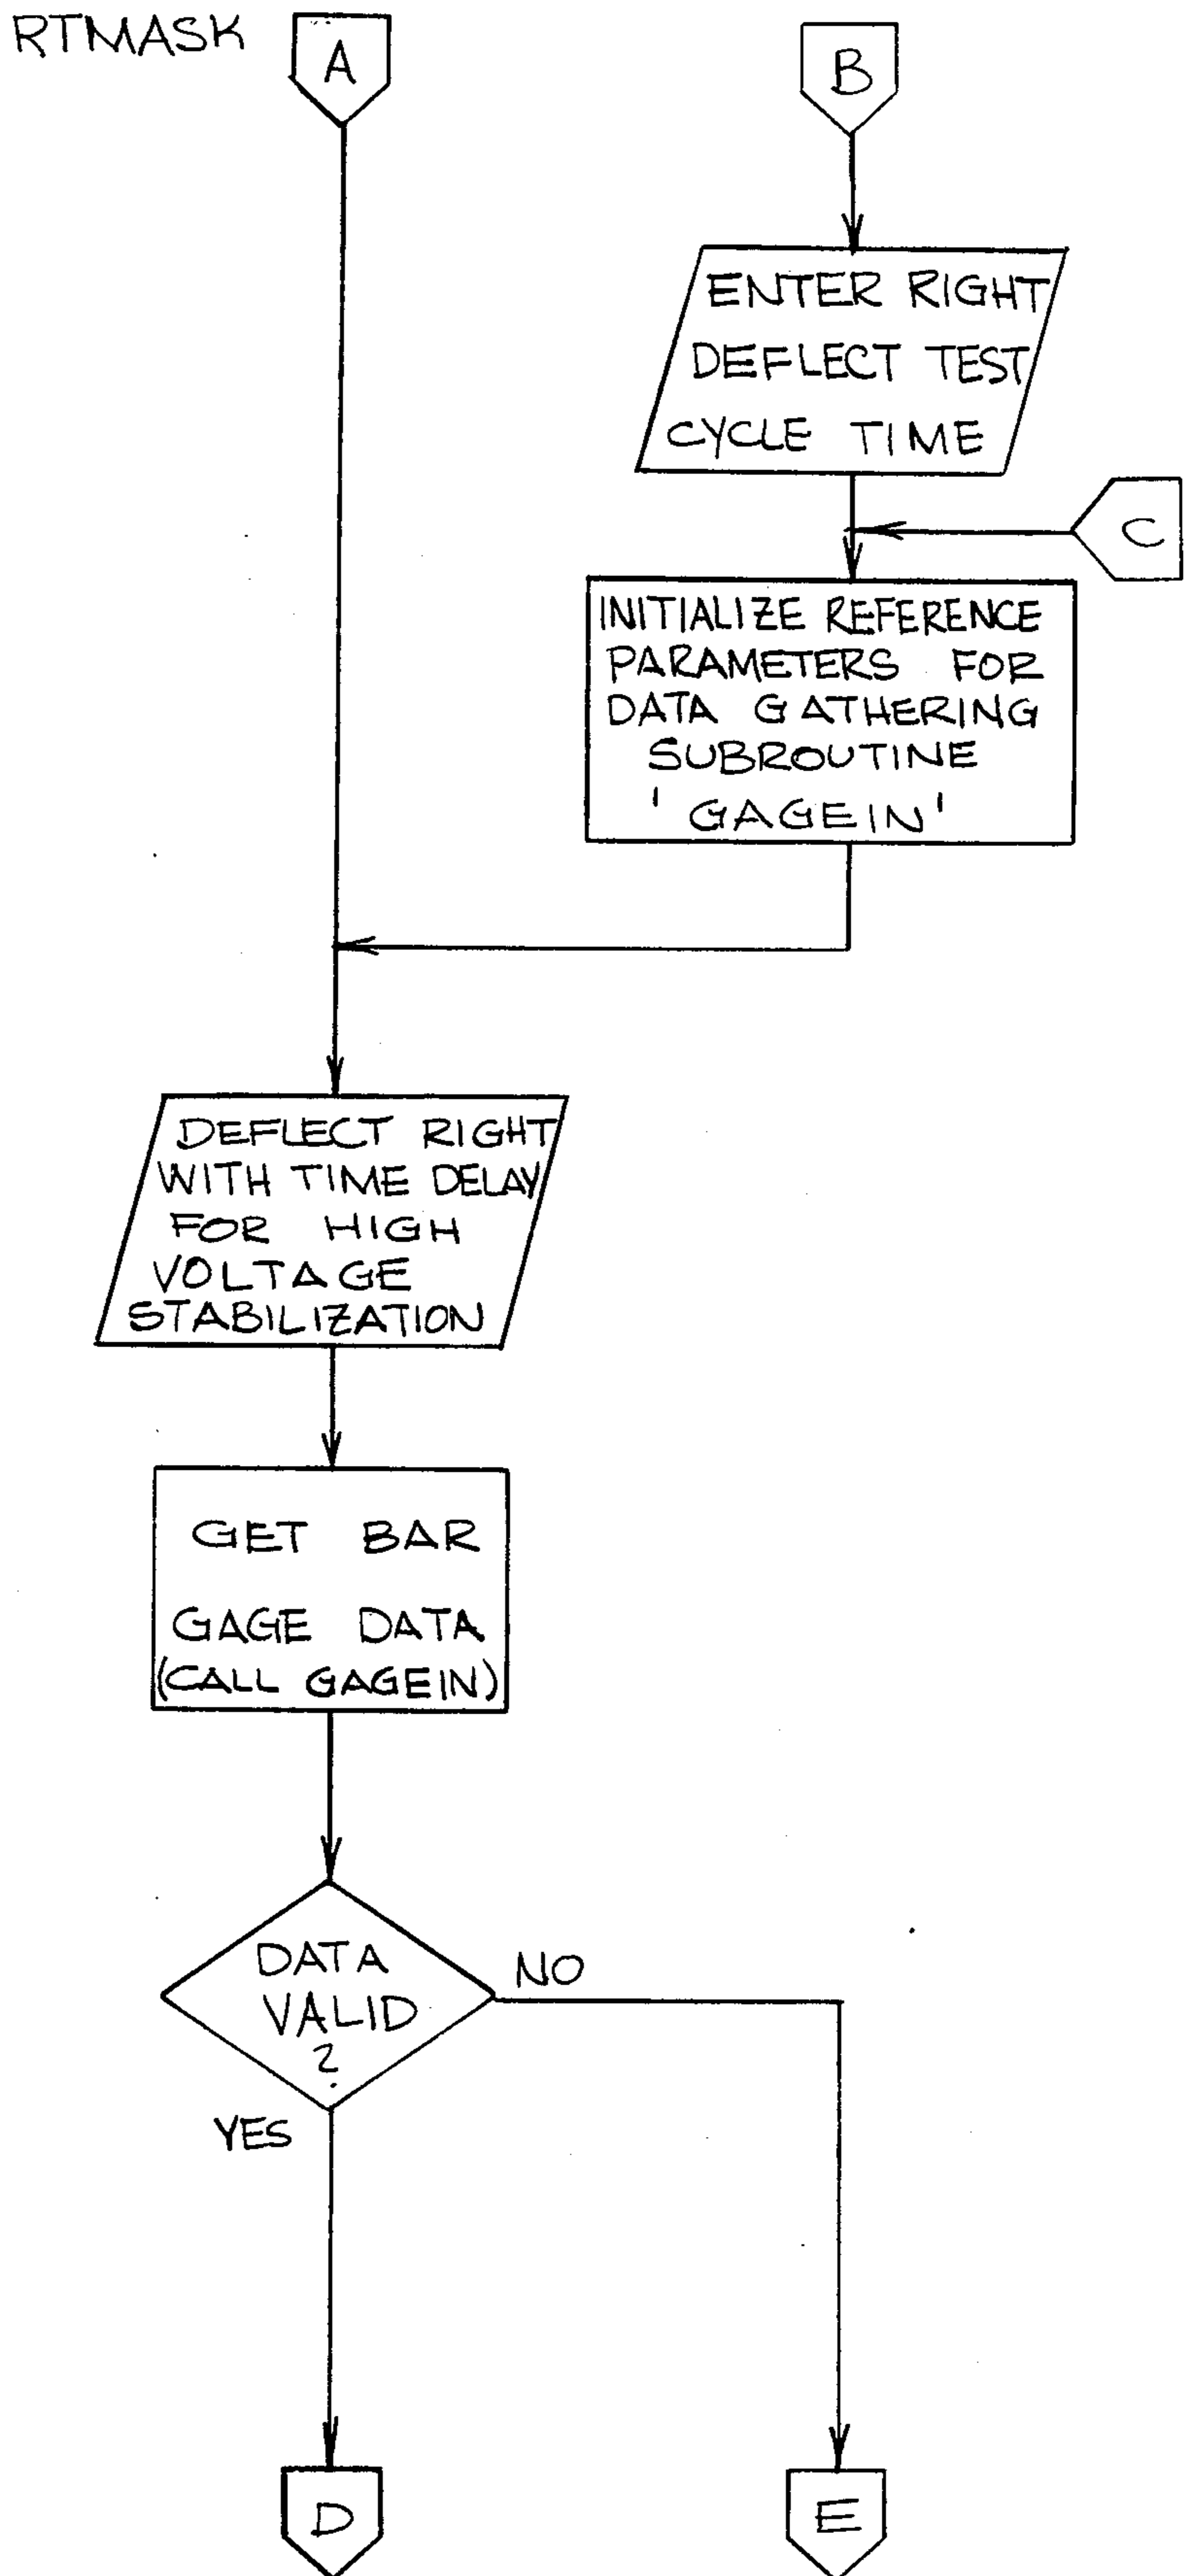 RTMASK
A
B
ENTER RIGHT
DEFLECT TEST
CYCLE TIME
C
INITIALIZE REFERENCE
PARAMETERS FOR
DATA GATHERING
SUBROUTINE
'GAGEIN'
DEFLECT RIGHT
WITH TIME DELAY
FOR HIGH
VOLTAGE
STABILIZATION
GET BAR
GAGE DATA
(CALL GAGEIN)
DATA
VALID
?
NO
YES
D
E